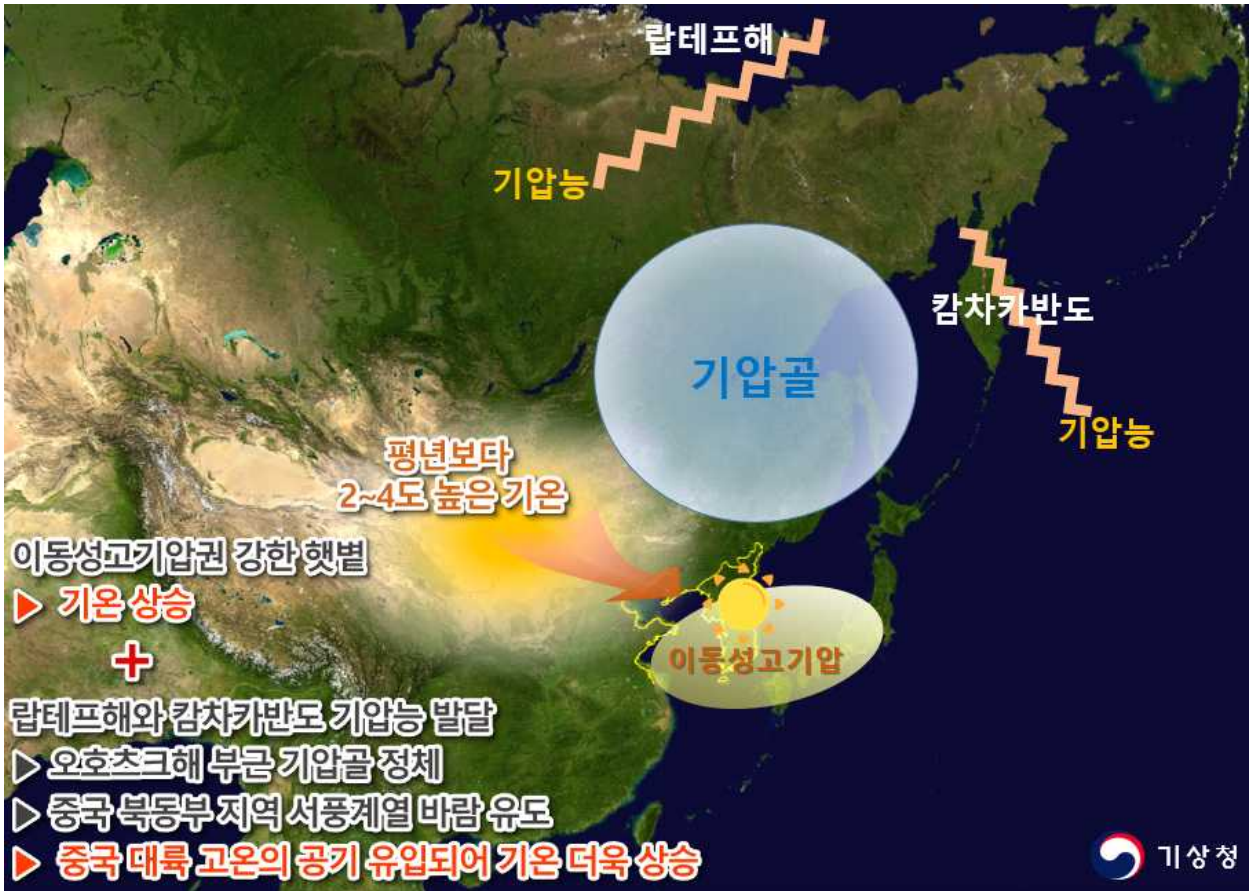 랍테프해
기압능
캄차카반도
기압골
기압능
평년보다
2~4도 높은 기온
이동성고기압권 강한 햇볕
▶ 기온 상승
+
이동성고기압
랍테프해와 캄차카반도 기압능 발달
▶ 오호츠크해 부근 기압골 정체
▶ 중국 북동부 지역 서풍계열 바람 유도
▶ 중국 대륙 고온의 공기 유입되어 기온 더욱 상승
기상청